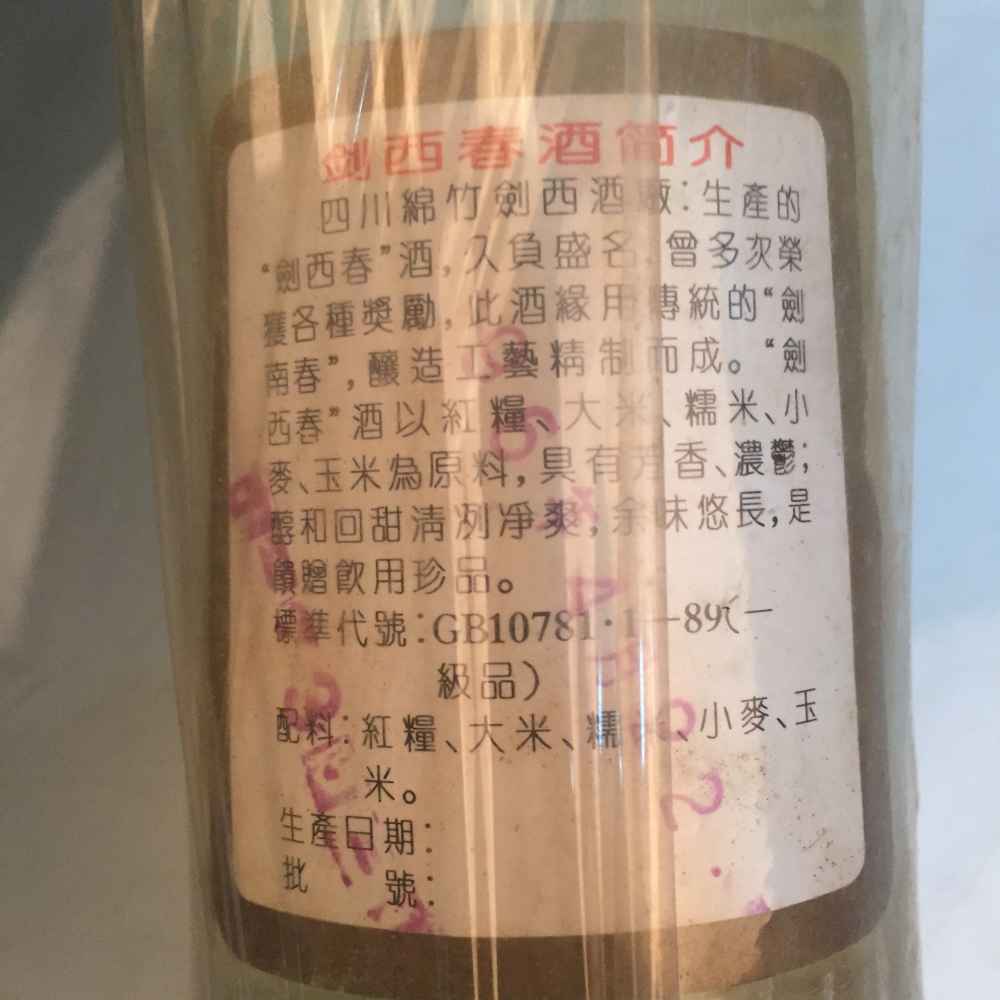 剑西春酒简介
四川綿竹劍西酒廠:生產的
“劍西春”酒,久負盛名,曾多次榮
獲各種獎勵,此酒緣用傳統的“劍
南春”,釀造工藝精制而成。“劍
西春”酒以紅糧、大米、糯米、小
麥、玉米為原料,具有芳香、濃鬱;
醇和回甜清冽凈爽,余味悠長,是
饋贈飲用珍品。
標準代號:GB10781·1—89(一
級品)
配料:紅糧、大米、糯、小麥、玉
米。
生產日期:
批 號: